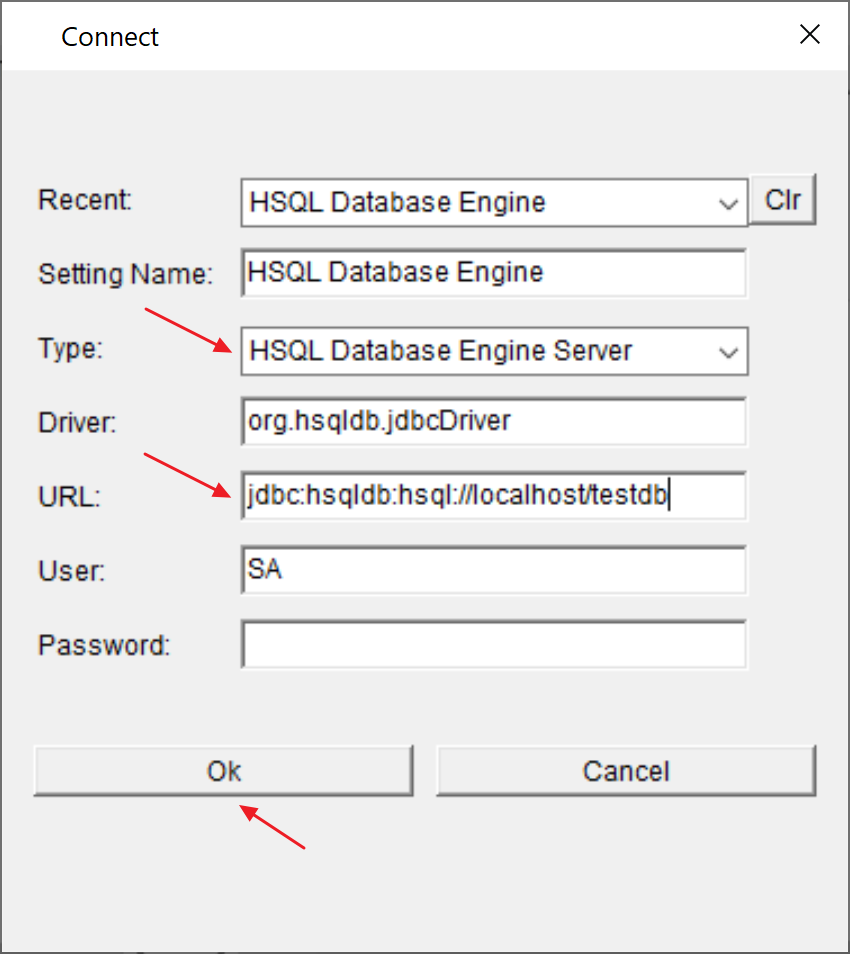 Connect
Recent: HSQL Database Engine Clr
Setting Name: HSQL Database Engine
Type: HSQL Database Engine Server
Driver: org.hsqldb.jdbcDriver
URL: jdbc:hsqldb:hsql://localhost/testdb
User: SA
Password:
Ok Cancel